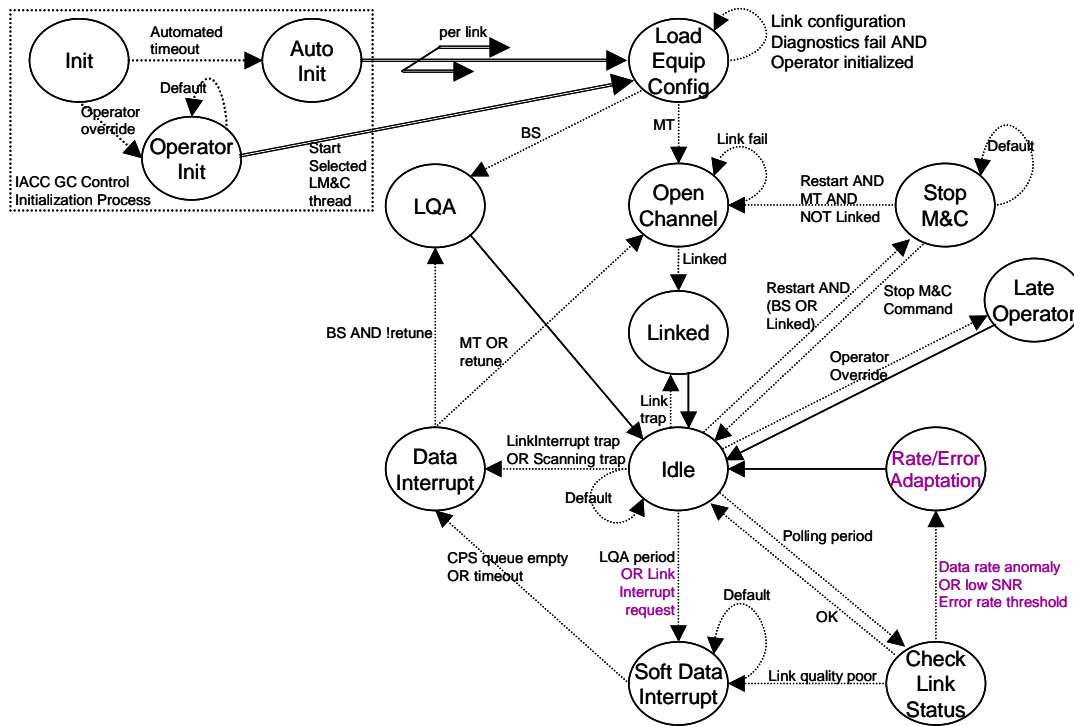 Init
Automated
timeout
Auto
Init
per link
Load
Equip
Config
Link configuration
Diagnostics fail AND
Operator initialized
Default
Operator
override
Operator
Init
IACC GC Control
Initialization Process
Start
Selected
LM&C
thread
BS
MT
LQA
Link fail
Open
Channel
Restart AND
MT AND
NOT Linked
Default
Stop
M&C
Linked
Linked
Restart AND
(BS OR
Linked)
Stop M&C
Command
Late
Operator
BS AND !retune
MT OR
retune
Operator
Override
Link
trap
Data
Interrupt
LinkInterrupt trap
OR Scanning trap
Default
Idle
Rate/Error
Adaptation
CPS queue empty
OR timeout
LQA period
OR Link
Interrupt
request
Polling period
OK
Data rate anomaly
OR low SNR
Error rate threshold
Default
Soft Data
Interrupt
Link quality poor
Check
Link
Status